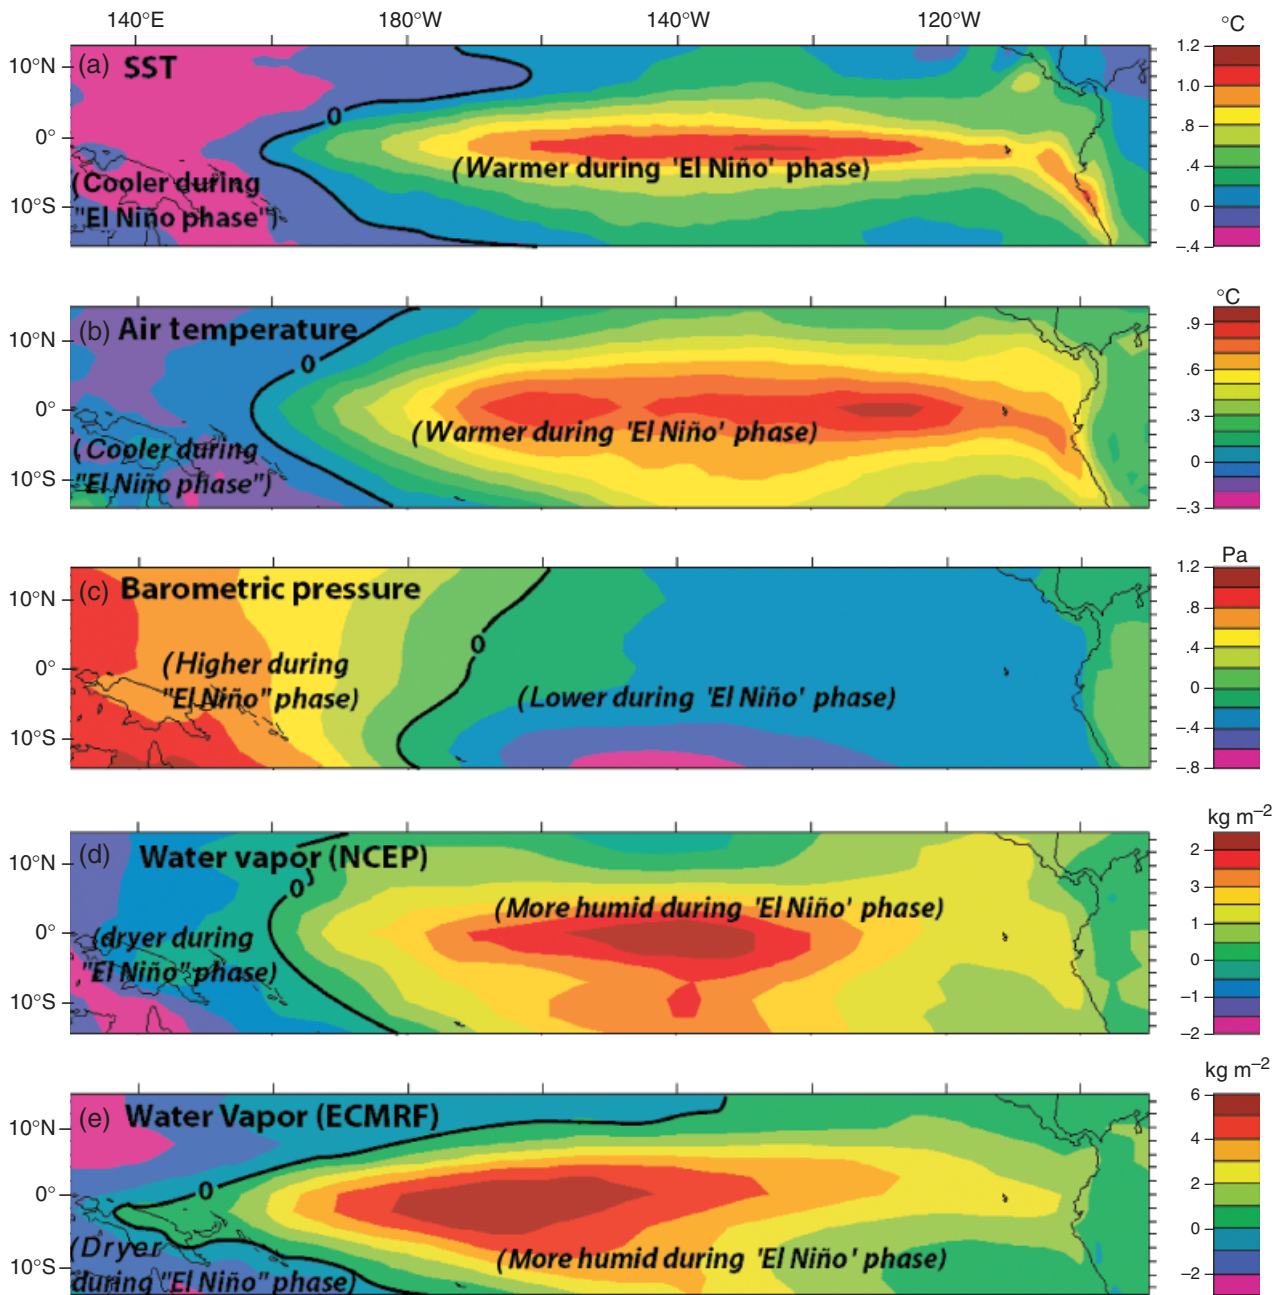 140°E 180°W 140°W 120°W °C
(a) SST
10°N
0°
10°S
0
(Warmer during 'El Niño' phase)
(Cooler during
"El Niño phase")
1.2
1.0
.8
.4
0
–.4
°C
(b) Air temperature
10°N
0°
10°S
0
(Warmer during 'El Niño' phase)
(Cooler during
"El Niño phase")
.9
.6
.3
0
–.3
Pa
(c) Barometric pressure
10°N
0°
10°S
0
(Higher during
"El Niño" phase)
(Lower during 'El Niño' phase)
1.2
.8
.4
0
–.4
–.8
kg m–2
(d) Water vapor (NCEP)
10°N
0°
10°S
0
(More humid during 'El Niño' phase)
(dryer during
"El Niño" phase)
2
3
1
0
–1
–2
kg m–2
(e) Water Vapor (ECMRF)
10°N
0°
10°S
0
(Dryer
during "El Niño" phase)
(More humid during 'El Niño' phase)
6
4
2
0
–2